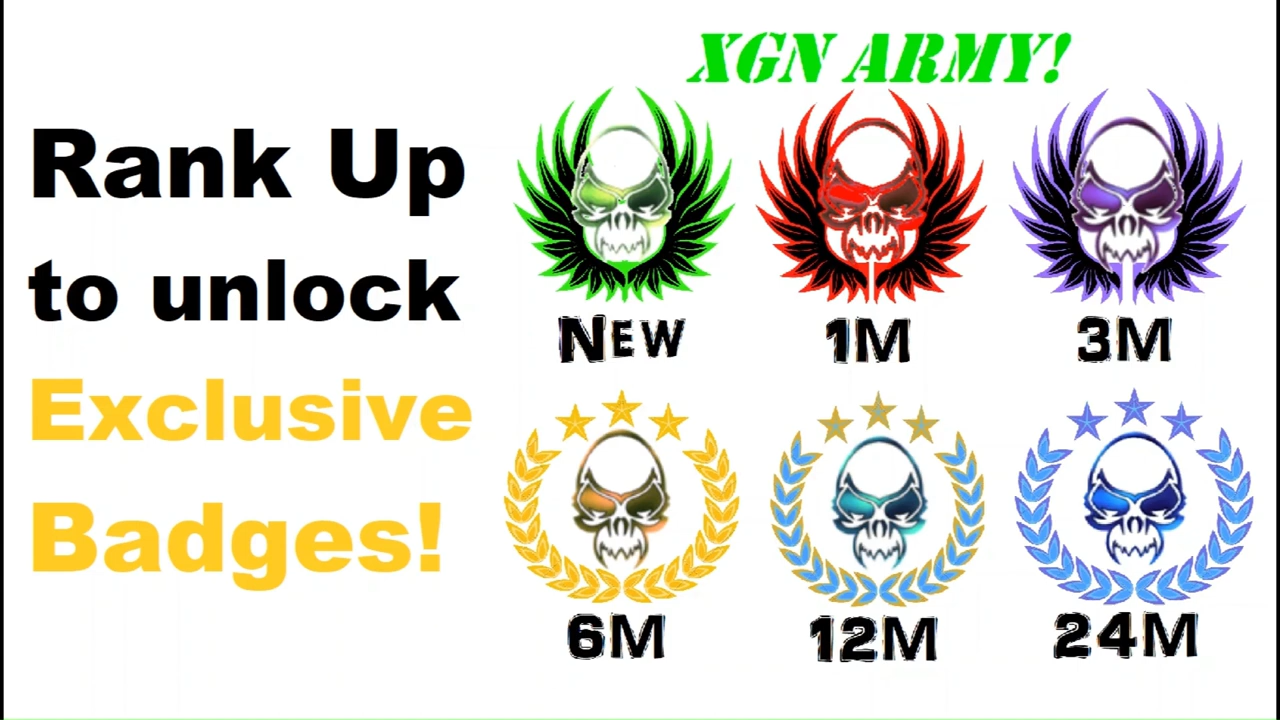 Rank Up
to unlock
Exclusive
Badges!
XGN ARMY!
NEW
1M
3M
6M
12M
24M